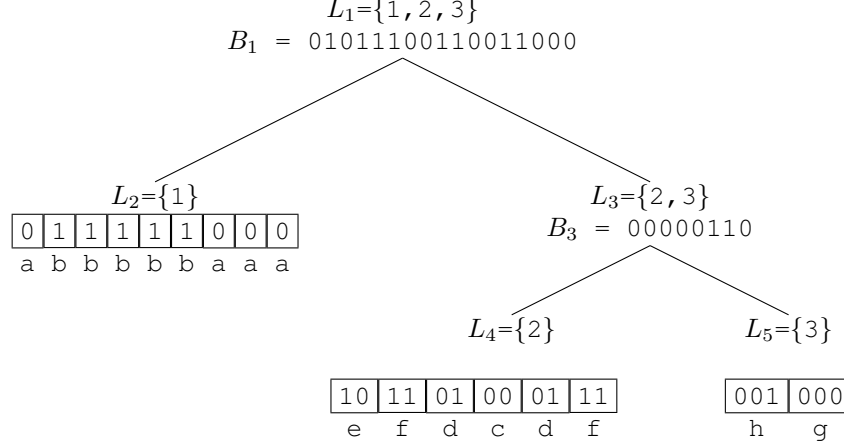 L1={1,2,3}
B1 = 01011100110011000
L2={1}
0 1 1 1 1 1 0 0 0
a b b b b b a a a
L3={2,3}
B3 = 00000110
L4={2}
10 11 01 00 01 11
e f d c d f
L5={3}
001 000
h g